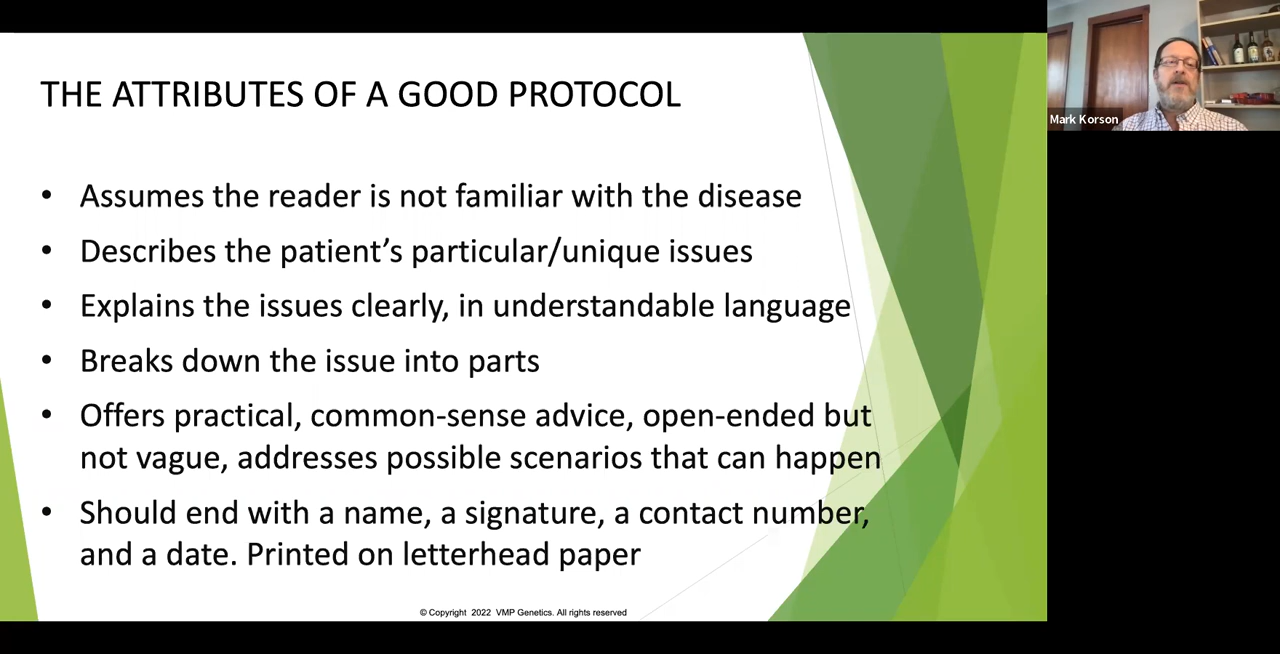 THE ATTRIBUTES OF A GOOD PROTOCOL
• Assumes the reader is not familiar with the disease
• Describes the patient’s particular/unique issues
• Explains the issues clearly, in understandable language
• Breaks down the issue into parts
• Offers practical, common-sense advice, open-ended but
not vague, addresses possible scenarios that can happen
• Should end with a name, a signature, a contact number,
and a date. Printed on letterhead paper
© Copyright 2022 VMP Genetics. All rights reserved
Mark Korson